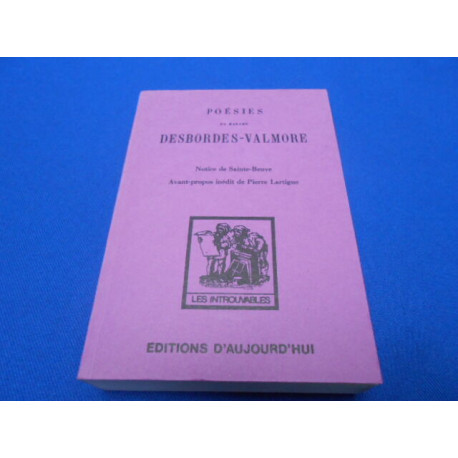 POÉSIES
DE MADAME
DESBORDES-VALMORE
Notice de Sainte-Beuve
Avant-propos inédit de Pierre Lartigue
LES INTROUVABLES
EDITIONS D'AUJOURD'HUI